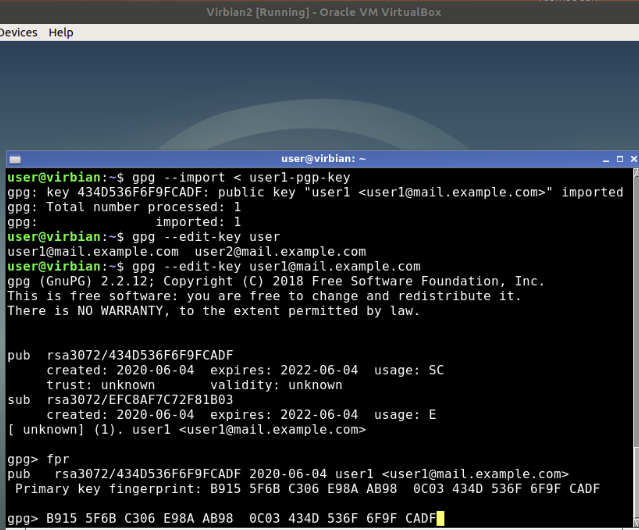 Virbian2 [Running] - Oracle VM VirtualBox
Devices Help
user@virbian: ~
user@virbian:~$ gpg --import < user1-pgp-key
gpg: key 434D536F6F9FCADF: public key "user1 <user1@mail.example.com>" imported
gpg: Total number processed: 1
gpg:               imported: 1
user@virbian:~$ gpg --edit-key user
user1@mail.example.com  user2@mail.example.com
user@virbian:~$ gpg --edit-key user1@mail.example.com
gpg (GnuPG) 2.2.12; Copyright (C) 2018 Free Software Foundation, Inc.
This is free software: you are free to change and redistribute it.
There is NO WARRANTY, to the extent permitted by law.
pub  rsa3072/434D536F6F9FCADF
     created: 2020-06-04  expires: 2022-06-04  usage: SC
     trust: unknown       validity: unknown
sub  rsa3072/EFC8AF7C72F81B03
     created: 2020-06-04  expires: 2022-06-04  usage: E
[ unknown] (1). user1 <user1@mail.example.com>
gpg> fpr
pub   rsa3072/434D536F6F9FCADF 2020-06-04 user1 <user1@mail.example.com>
 Primary key fingerprint: B915 5F6B C306 E98A AB98  0C03 434D 536F 6F9F CADF
gpg> B915 5F6B C306 E98A AB98  0C03 434D 536F 6F9F CADF